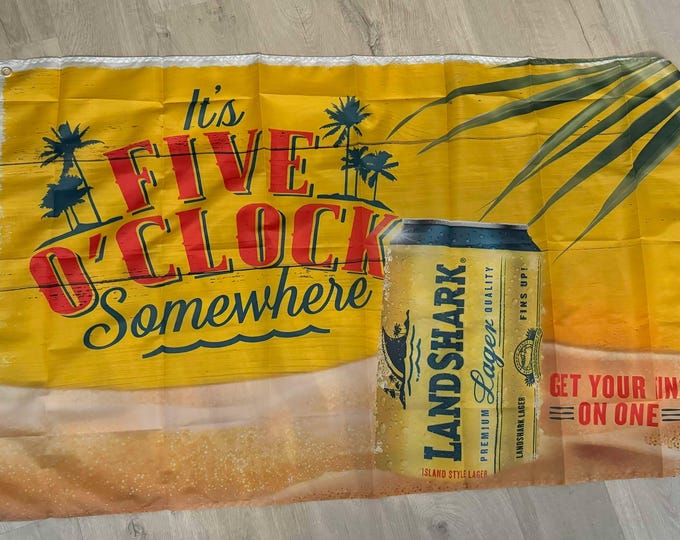 It's
FIVE
O'CLOCK
Somewhere
LANDSHARK®
Lager
PREMIUM QUALITY
FINS UP!
LANDSHARK LAGER
ISLAND STYLE LAGER
GET YOUR
ON ONE